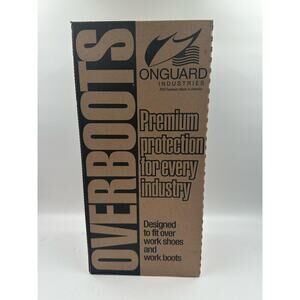 OVERBOOTS
ONGUARD
INDUSTRIES
Premium
protection
for every
industry
Designed
to fit over
work shoes
and
work boots